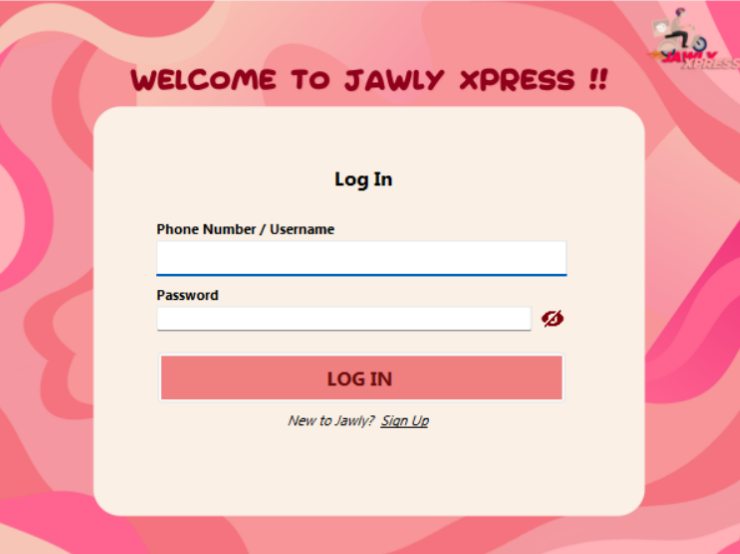 JAWLY
XPRESS
WELCOME TO JAWLY XPRESS !!
Log In
Phone Number / Username
Password
LOG IN
New to Jawly? Sign Up